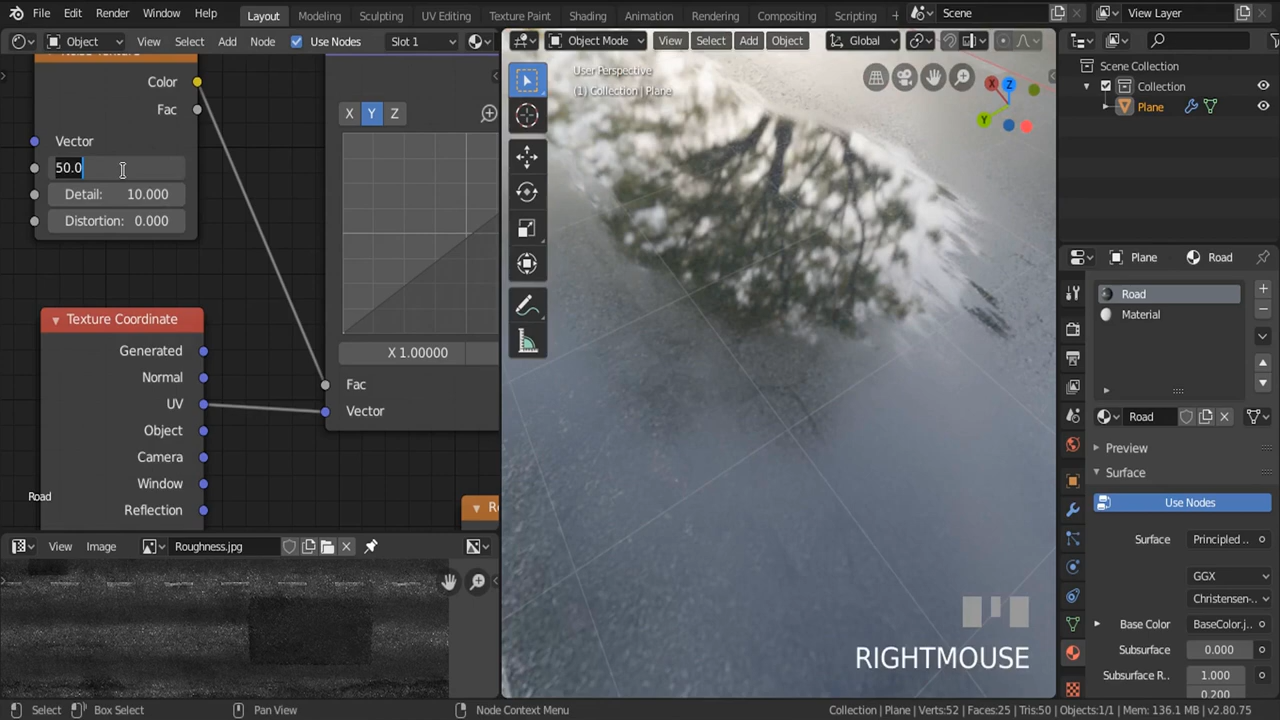 File Edit Render Window Help Layout Modeling Sculpting UV Editing Texture Paint Shading Animation Rendering Compositing Scripting + Scene View Layer
Object View Select Add Node Use Nodes Slot 1
Object Mode View Select Add Object Global
User Perspective
(1) Collection | Plane
Color
Fac
Vector
50.0
Detail: 10.000
Distortion: 0.000
X Y Z
X 1.00000
Fac
Vector
Texture Coordinate
Generated
Normal
UV
Object
Camera
Window
Reflection
Road
View Image Roughness.jpg
X Z Y
RIGHTMOUSE
Scene Collection
Collection
Plane
Plane Road
Road
Material
Road
Preview
Surface
Use Nodes
Surface Principled ..
GGX
Christensen-..
Base Color BaseColor.j..
Subsurface 0.000
Subsurface R.. 1.000
0.200
Select Box Select Pan View Node Context Menu Collection | Plane | Verts:52 | Faces:25 | Tris:50 | Objects:1/1 | Mem: 136.1 MB | v2.80.75